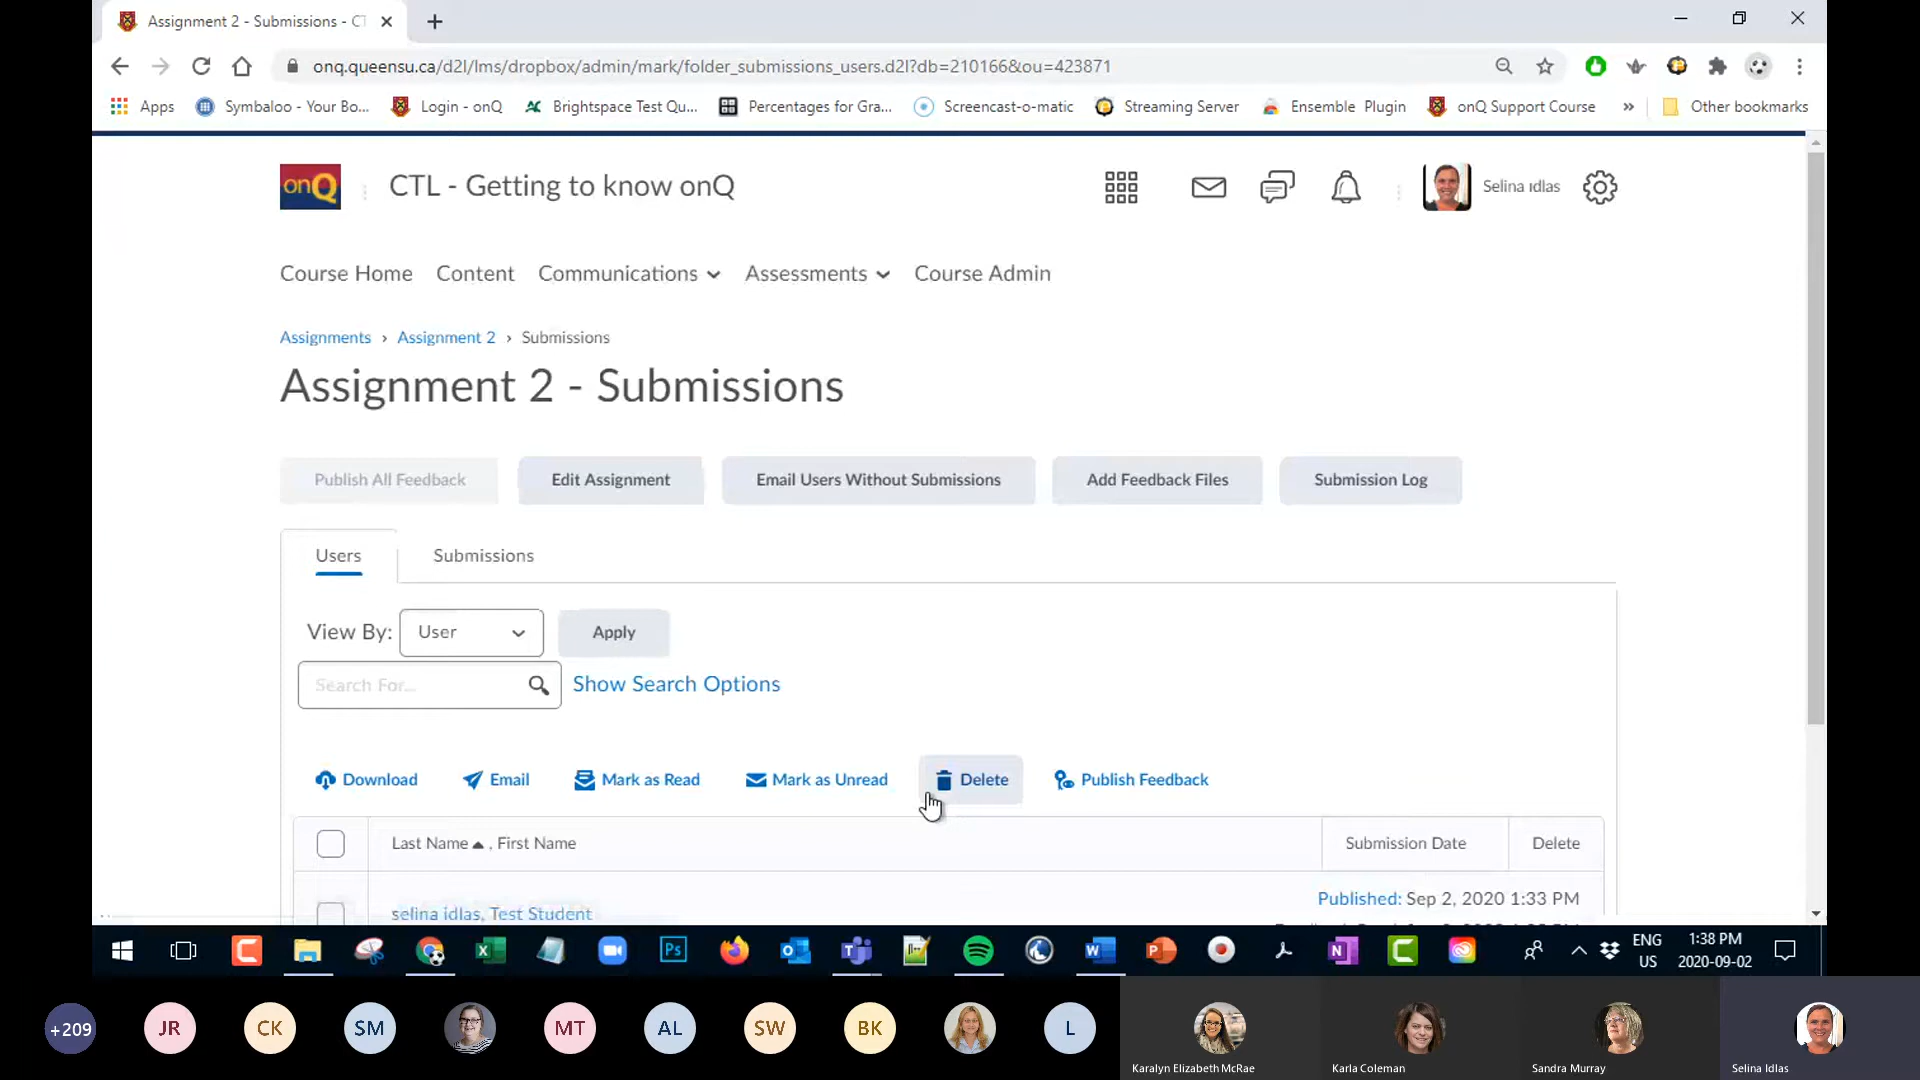 Assignment 2 - Submissions - CT
onq.queensu.ca/d2l/lms/dropbox/admin/mark/folder_submissions_users.d2l?db=210166&ou=423871
Apps Symbaloo - Your Bo... Login - onQ Brightspace Test Qu... Percentages for Gra... Screencast-o-matic Streaming Server Ensemble Plugin onQ Support Course » Other bookmarks
onQ CTL - Getting to know onQ Selina ıdlas
Course Home Content Communications Assessments Course Admin
Assignments › Assignment 2 › Submissions
Assignment 2 - Submissions
Publish All Feedback Edit Assignment Email Users Without Submissions Add Feedback Files Submission Log
Users Submissions
View By: User Apply
Search For... Show Search Options
Download Email Mark as Read Mark as Unread Delete Publish Feedback
Last Name , First Name Submission Date Delete
Published: Sep 2, 2020 1:33 PM
selina idlas, Test Student
ENG 1:38 PM
US 2020-09-02
+209 JR CK SM MT AL SW BK L
Karalyn Elizabeth McRae Karla Coleman Sandra Murray Selina Idlas